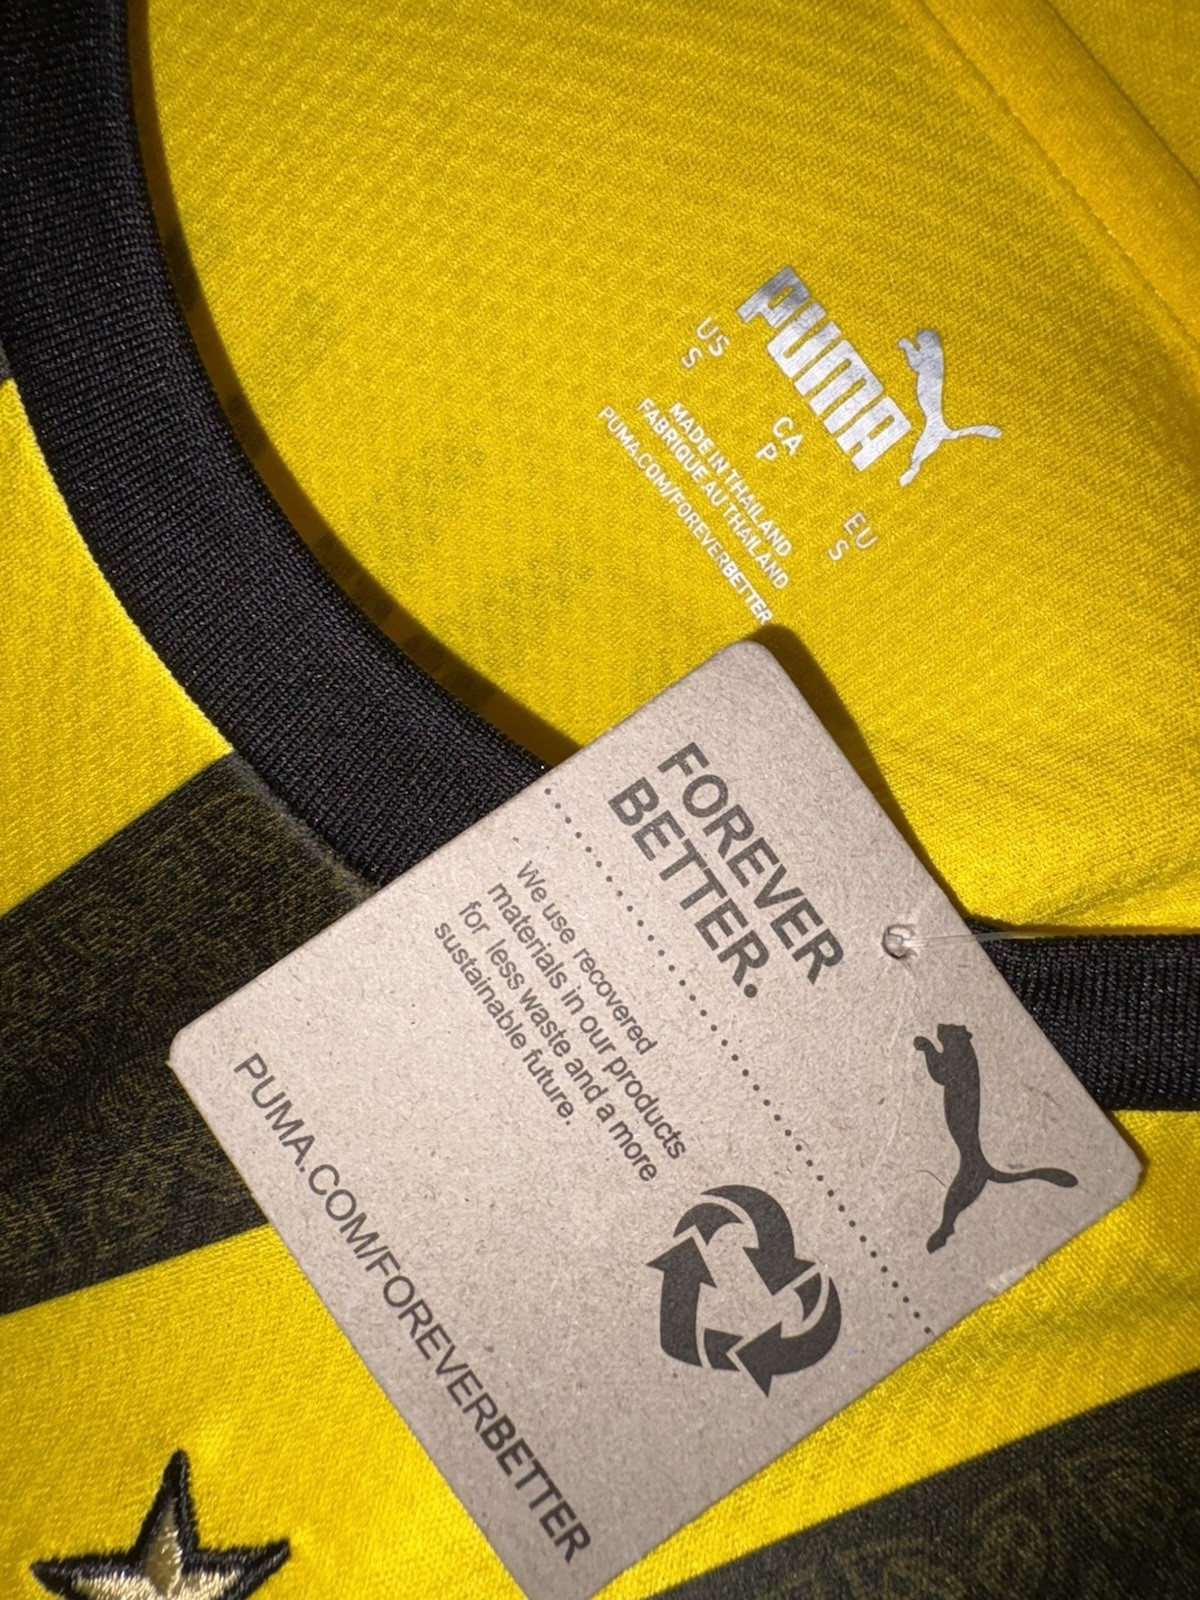 PUMA
US CA EU
S P S
MADE IN THAILAND
FABRIQUE AU THAILAND
PUMA.COM/FOREVERBETTER
FOREVER
BETTER.
We use recovered
materials in our products
for less waste and a more
sustainable future.
PUMA.COM/FOREVERBETTER